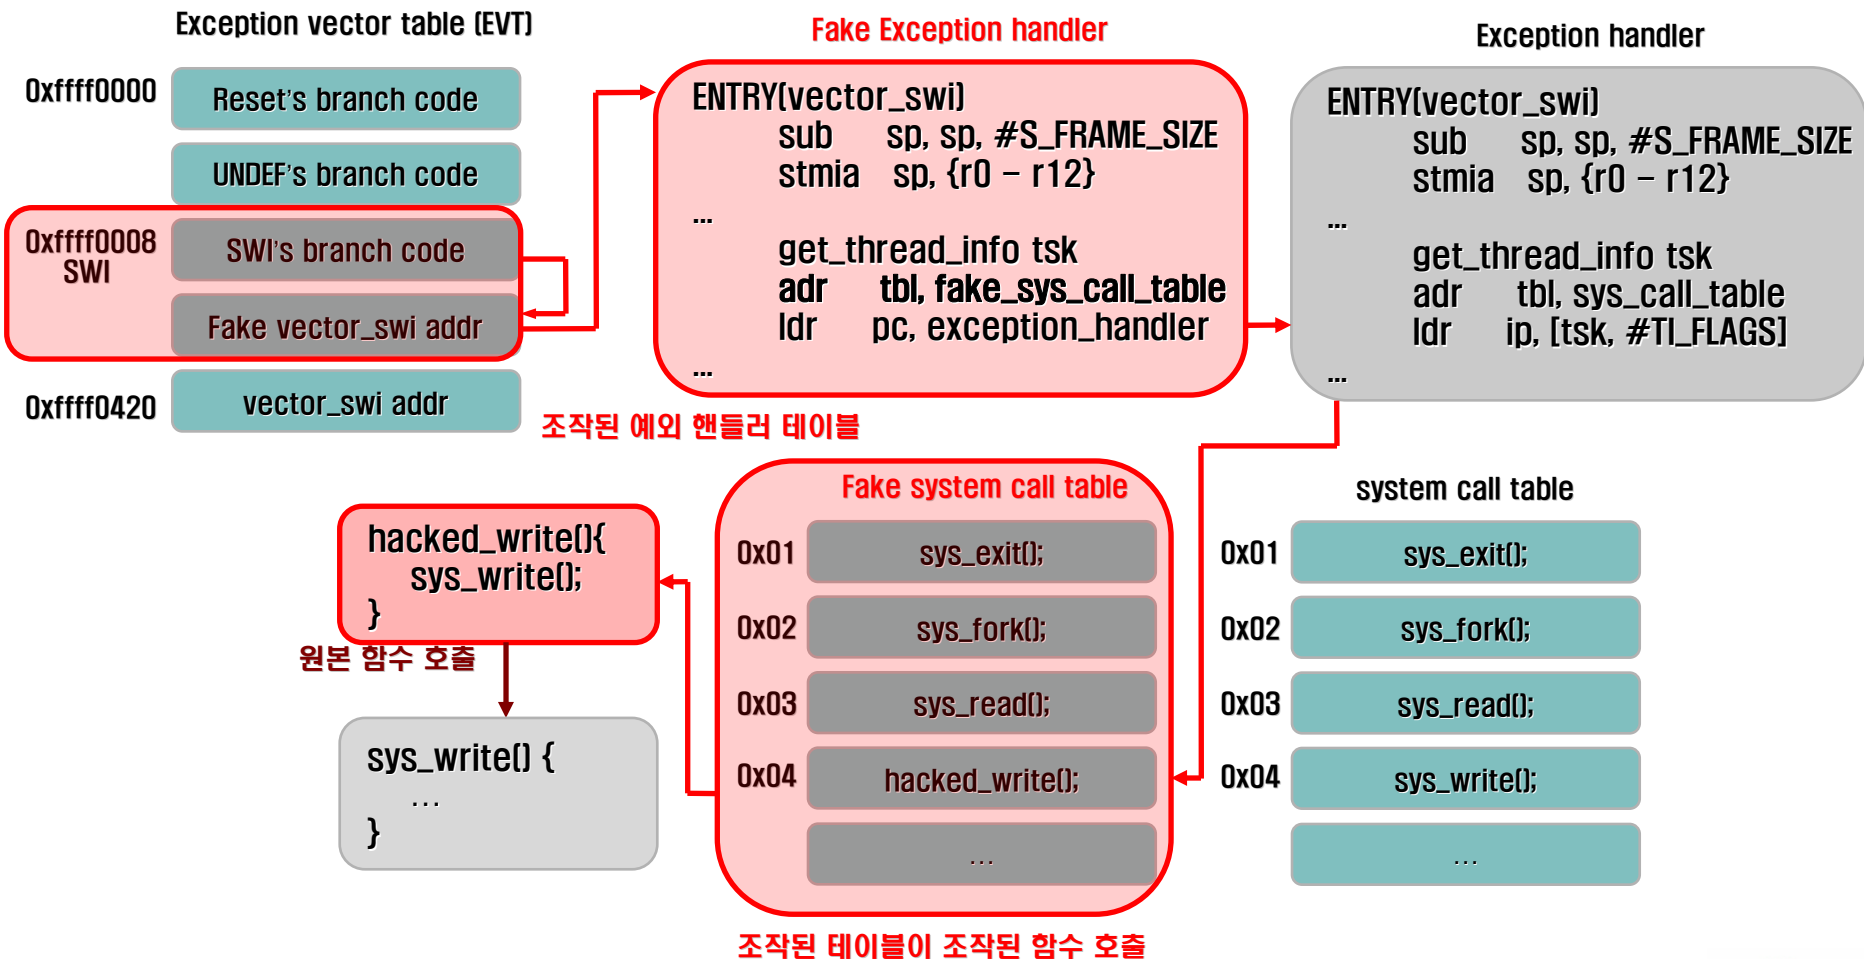 Exception vector table (EVT)
0xffff0000
Reset's branch code
UNDEF's branch code
0xffff0008
SWI
SWI's branch code
Fake vector_swi addr
0xffff0420
vector_swi addr
Fake Exception handler
ENTRY(vector_swi)
sub sp, sp, #S_FRAME_SIZE
stmia sp, {r0 – r12}
...
get_thread_info tsk
adr tbl, fake_sys_call_table
ldr pc, exception_handler
...
Exception handler
ENTRY(vector_swi)
sub sp, sp, #S_FRAME_SIZE
stmia sp, {r0 – r12}
...
get_thread_info tsk
adr tbl, sys_call_table
ldr ip, [tsk, #TI_FLAGS]
...
조작된 예외 핸들러 테이블
hacked_write(){
sys_write();
}
원본 함수 호출
sys_write() {
...
}
Fake system call table
0x01 sys_exit();
0x02 sys_fork();
0x03 sys_read();
0x04 hacked_write();
...
조작된 테이블이 조작된 함수 호출
system call table
0x01 sys_exit();
0x02 sys_fork();
0x03 sys_read();
0x04 sys_write();
...